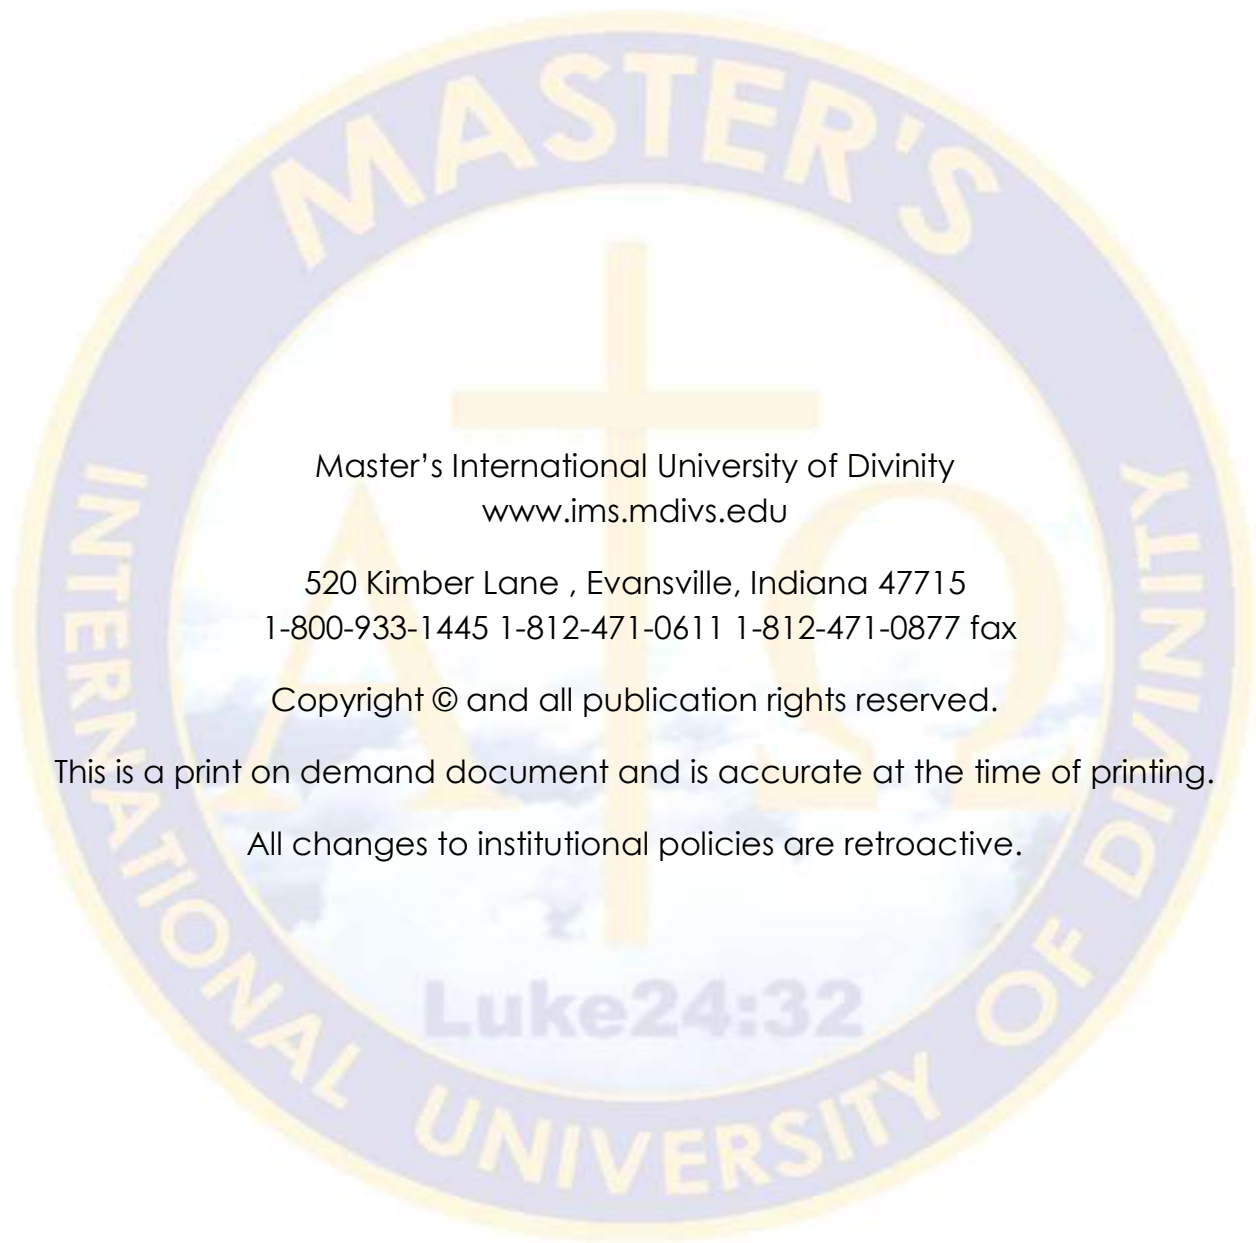 MASTER'S
INTERNATIONAL UNIVERSITY OF DIVINITY
Α Ω
Master’s International University of Divinity
www.ims.mdivs.edu
520 Kimber Lane , Evansville, Indiana 47715
1-800-933-1445 1-812-471-0611 1-812-471-0877 fax
Copyright © and all publication rights reserved.
This is a print on demand document and is accurate at the time of printing.
All changes to institutional policies are retroactive.
Luke24:32